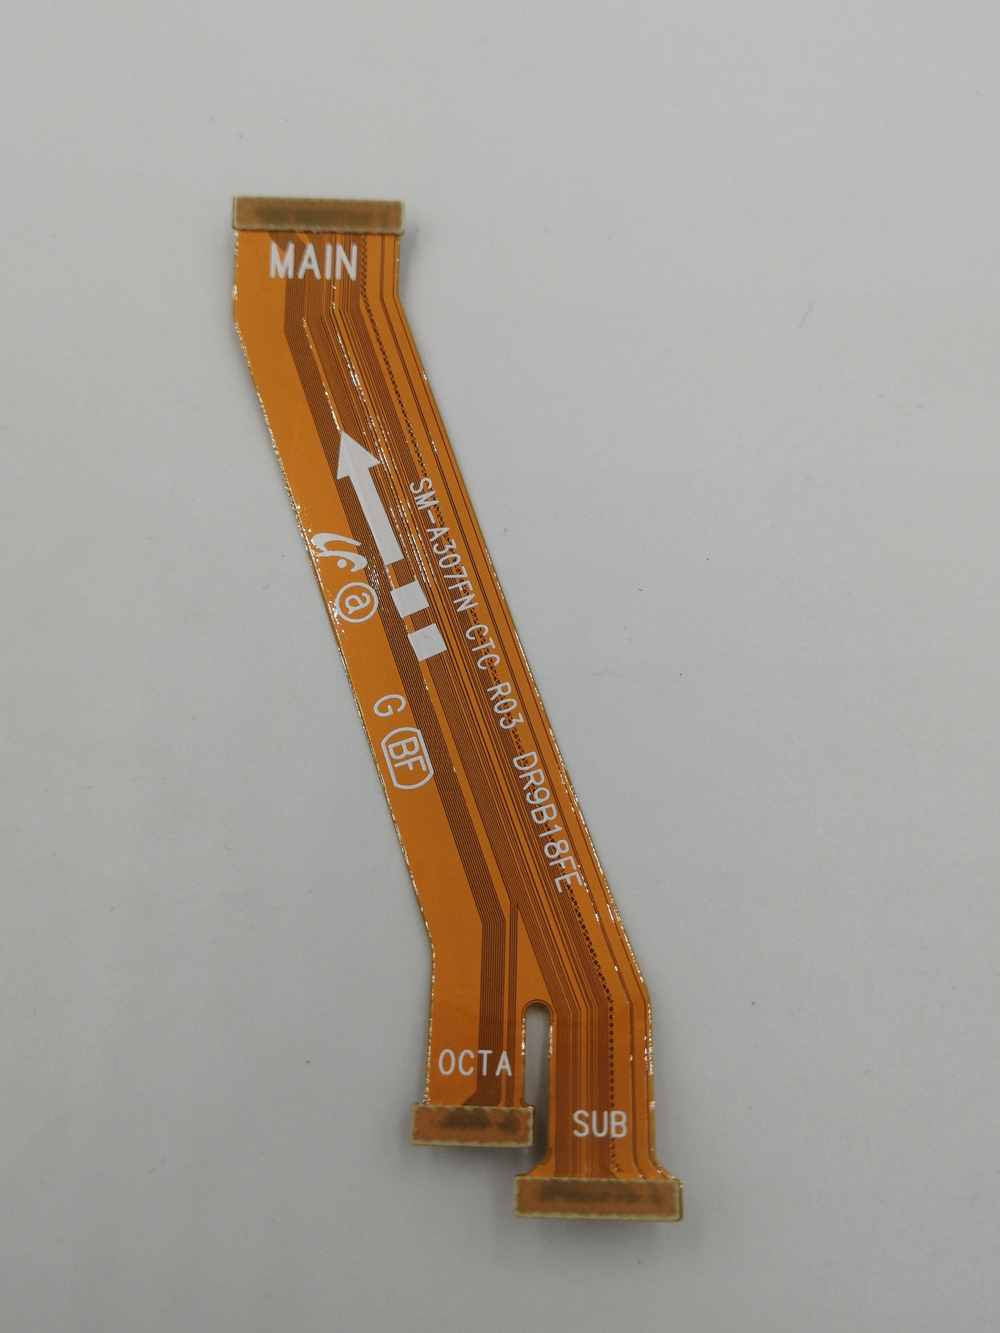 MAIN
SM-A307FN CTC R03 DR9B18FE
a
G BF
OCTA
SUB